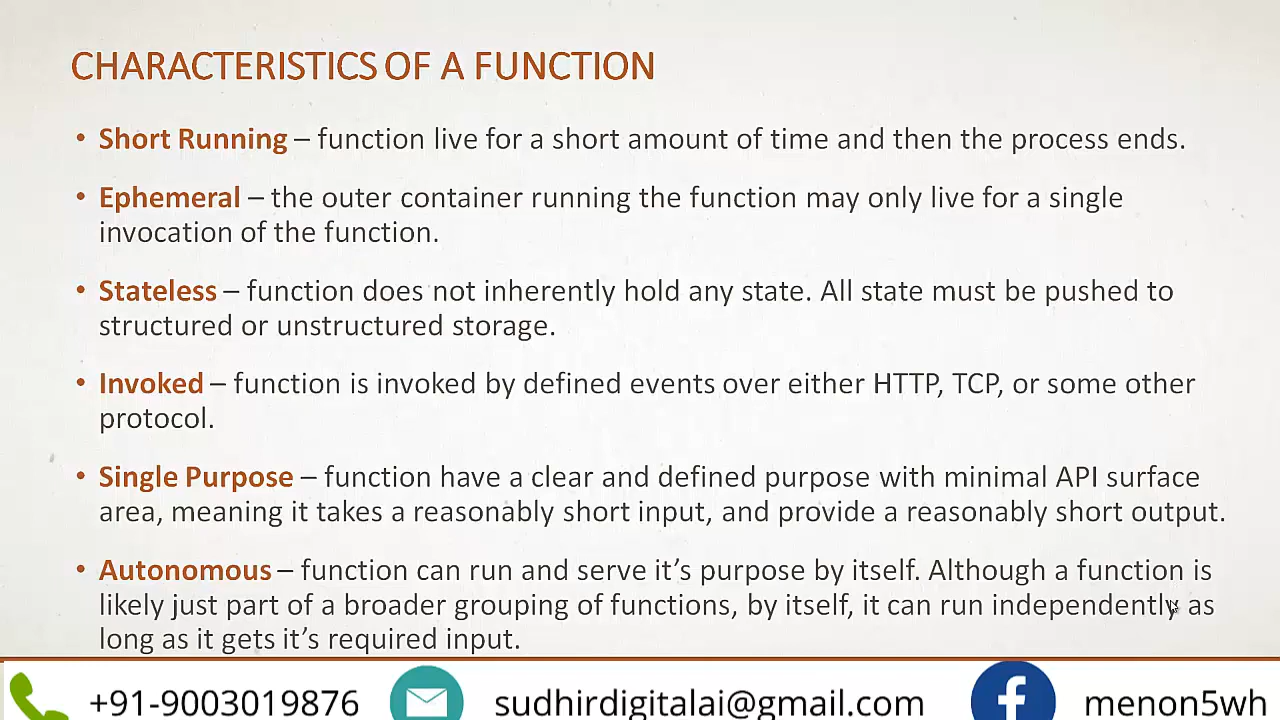 CHARACTERISTICS OF A FUNCTION
• Short Running – function live for a short amount of time and then the process ends.
• Ephemeral – the outer container running the function may only live for a single
invocation of the function.
• Stateless – function does not inherently hold any state. All state must be pushed to
structured or unstructured storage.
• Invoked – function is invoked by defined events over either HTTP, TCP, or some other
protocol.
• Single Purpose – function have a clear and defined purpose with minimal API surface
area, meaning it takes a reasonably short input, and provide a reasonably short output.
• Autonomous – function can run and serve it’s purpose by itself. Although a function is
likely just part of a broader grouping of functions, by itself, it can run independently as
long as it gets it’s required input.
+91-9003019876 sudhirdigitalai@gmail.com menon5wh